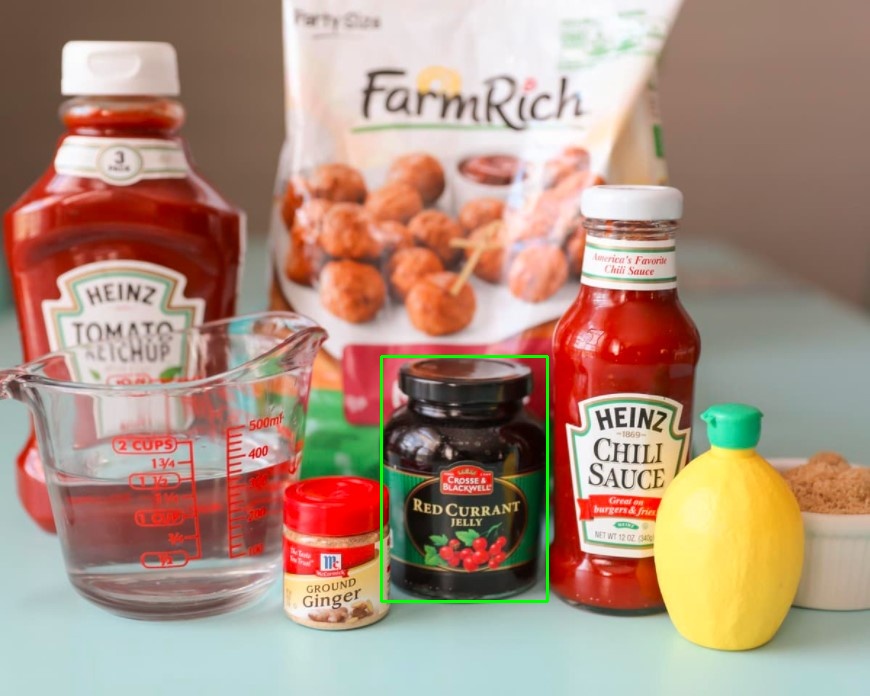 Party Size
FarmRich
3
PACK
HEINZ
TOMATO
KETCHUP
America's Favorite
Chili Sauce
HEINZ
1869
CHILI
SAUCE
Great on
burgers & fries
HEINZ
NET WT 12 OZ.
CROSSE &
BLACKWELL
RED CURRANT
JELLY
2 CUPS
1 3/4
1 1/2
1 CUP
1/2
500ml
400
McCormick
GROUND
Ginger